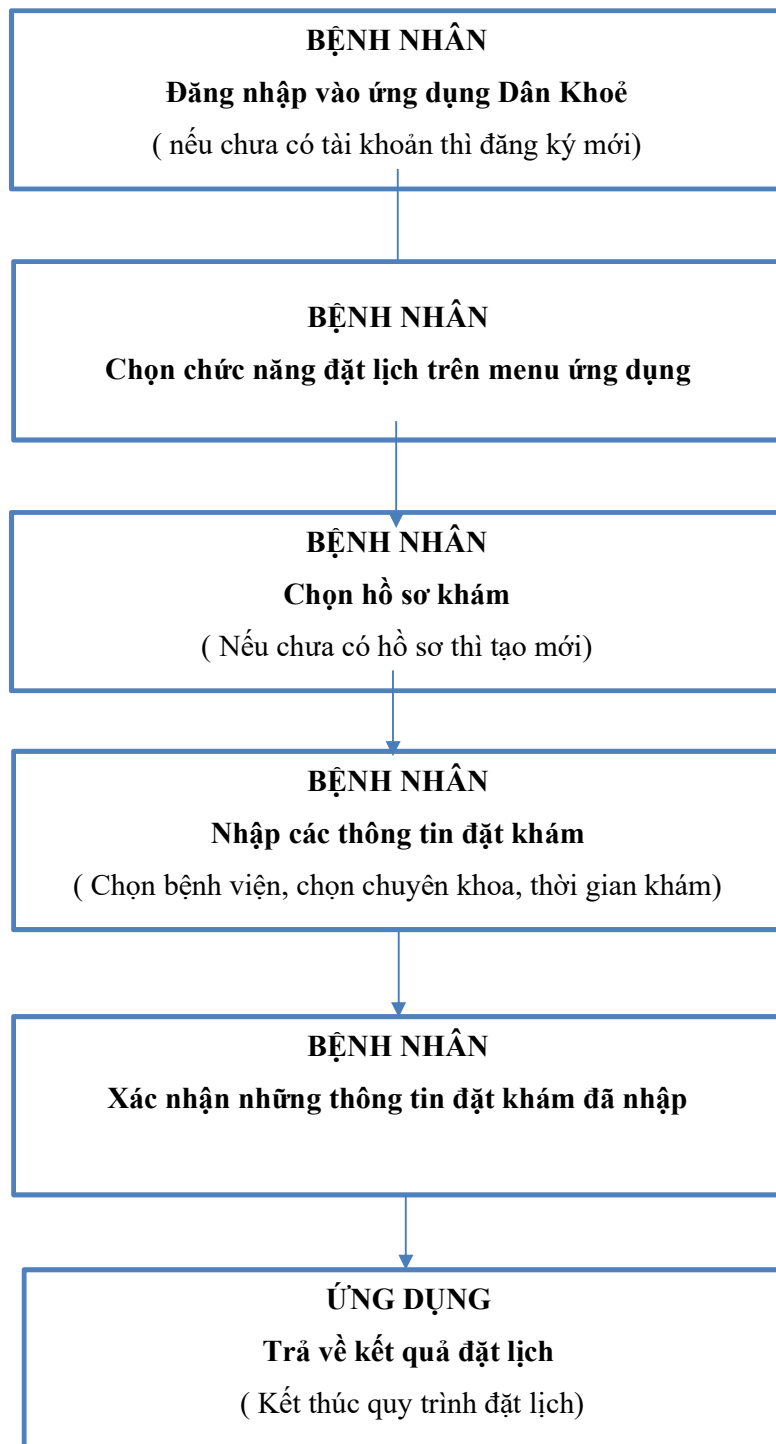 BỆNH NHÂN
Đăng nhập vào ứng dụng Dân Khoẻ
( nếu chưa có tài khoản thì đăng ký mới)
BỆNH NHÂN
Chọn chức năng đặt lịch trên menu ứng dụng
BỆNH NHÂN
Chọn hồ sơ khám
( Nếu chưa có hồ sơ thì tạo mới)
BỆNH NHÂN
Nhập các thông tin đặt khám
( Chọn bệnh viện, chọn chuyên khoa, thời gian khám)
BỆNH NHÂN
Xác nhận những thông tin đặt khám đã nhập
ỨNG DỤNG
Trả về kết quả đặt lịch
( Kết thúc quy trình đặt lịch)